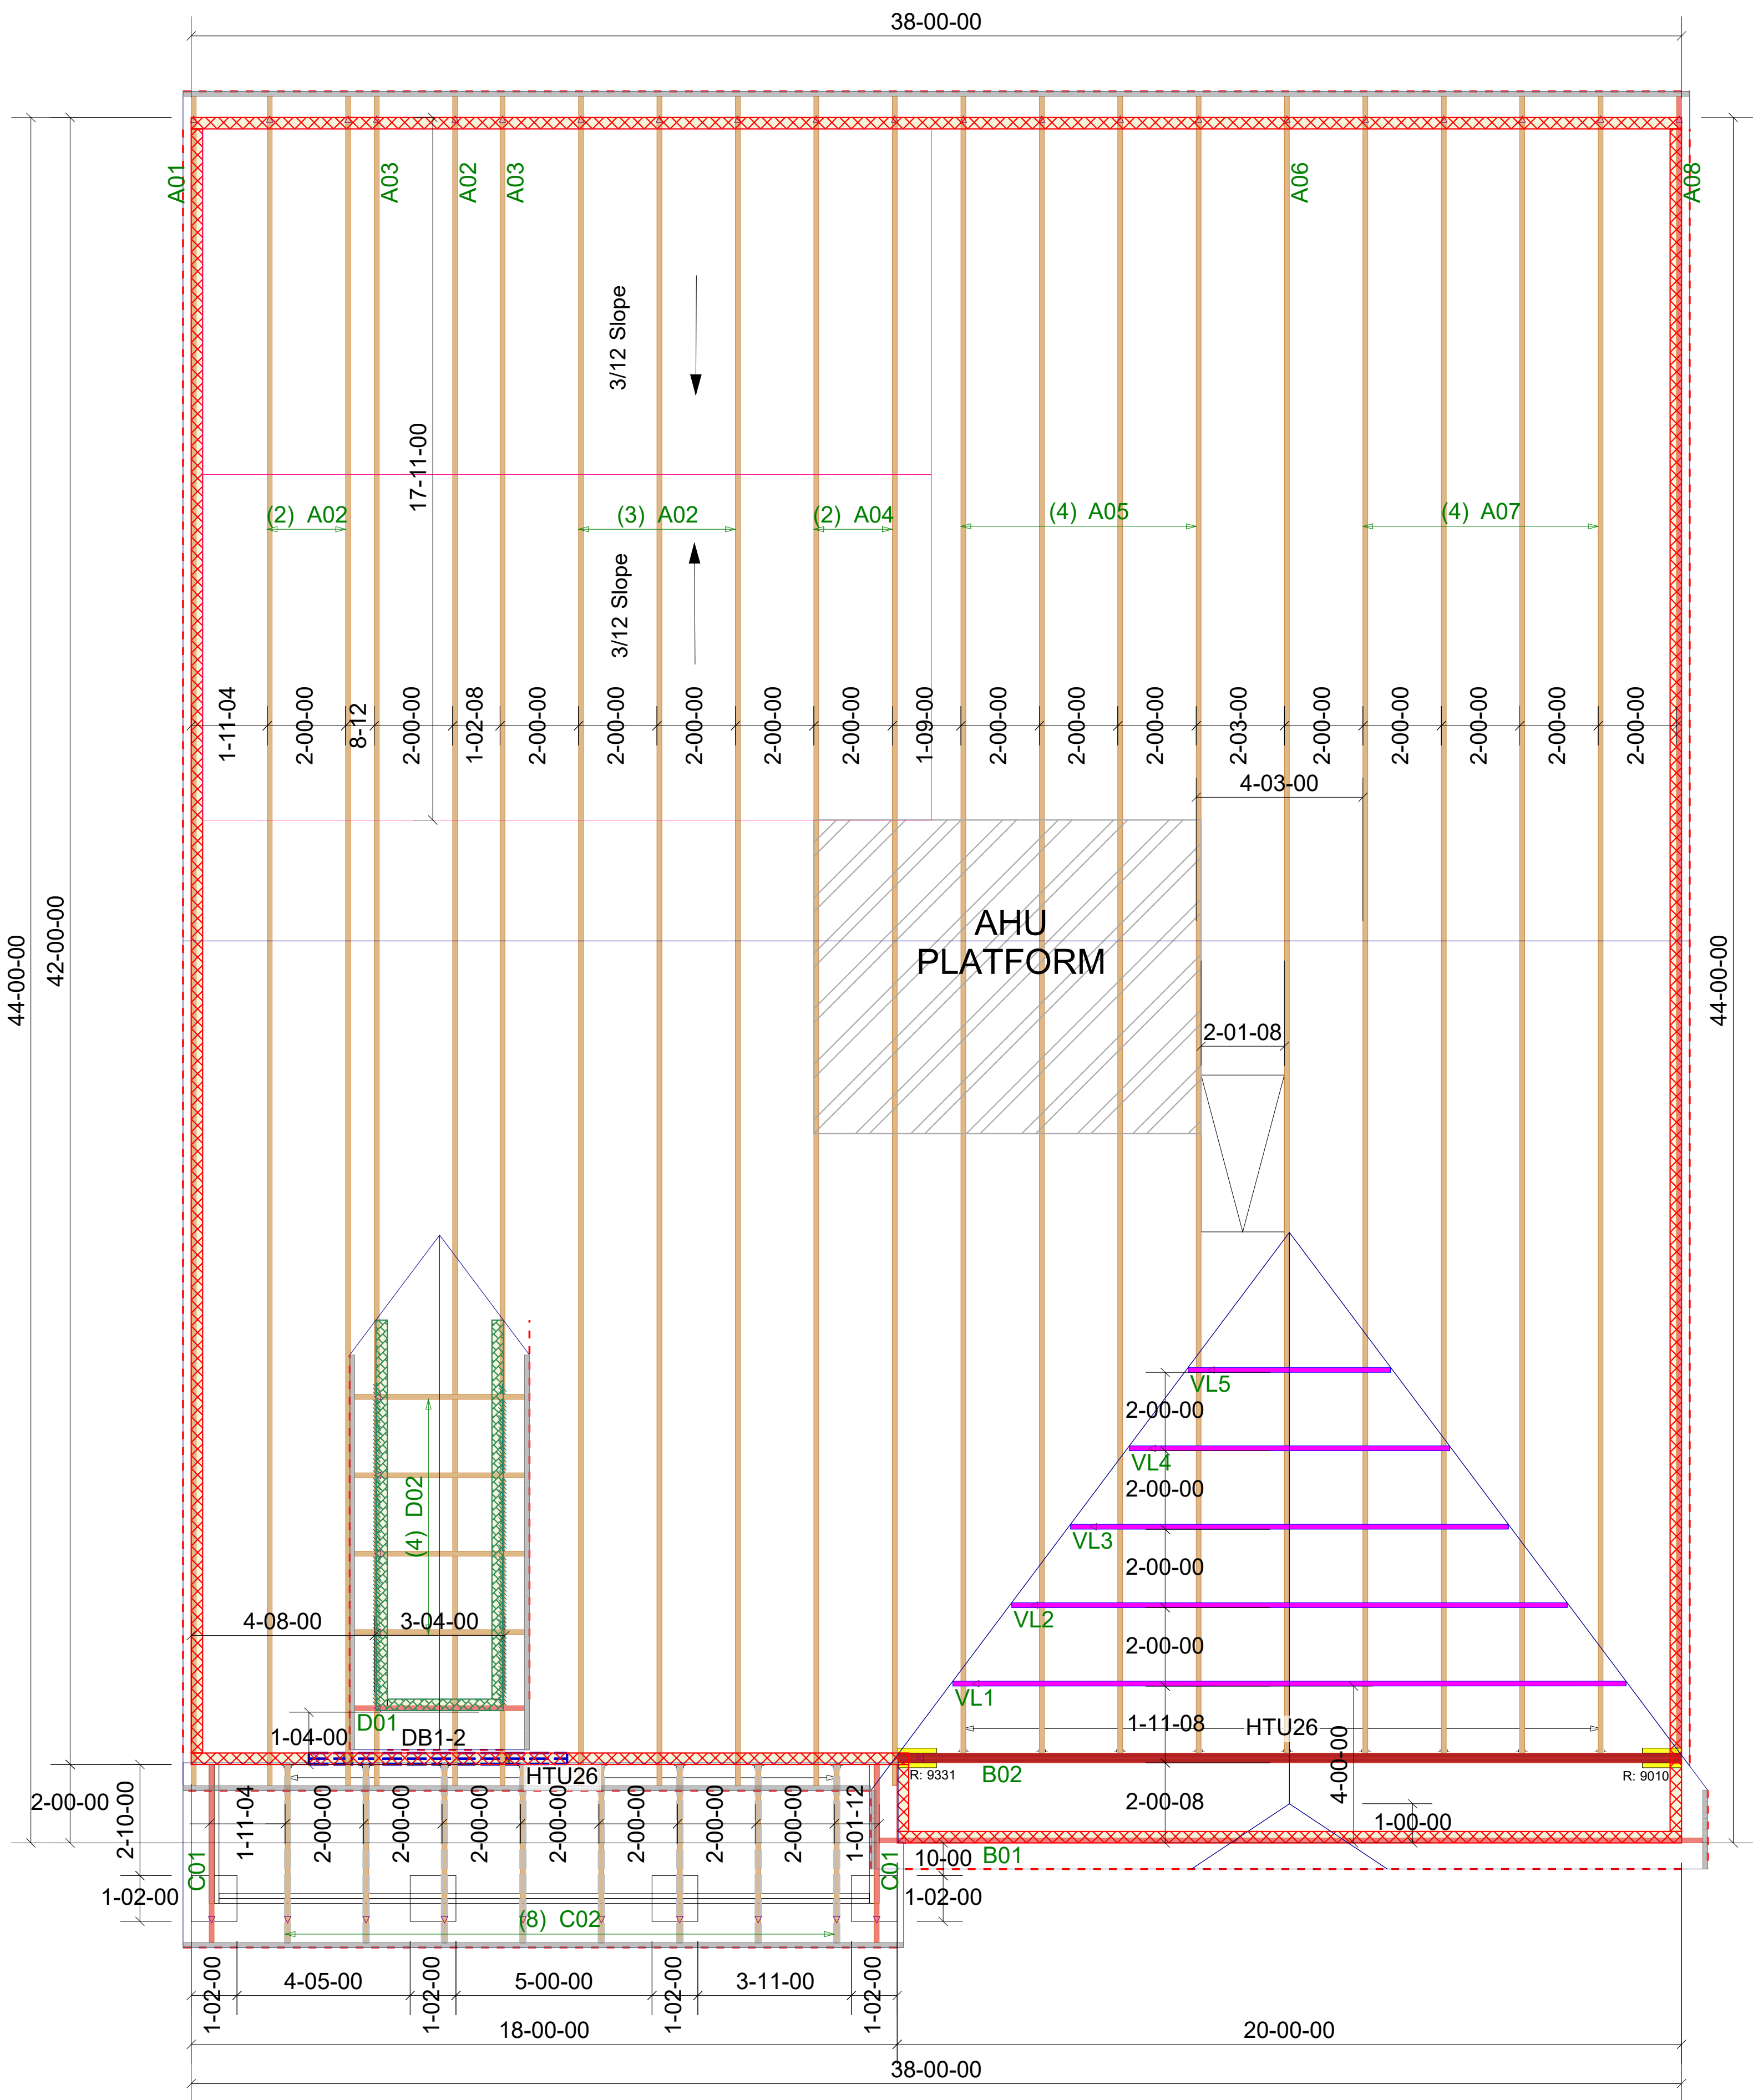 38-00-00
A01
A03
A02
A03
A06
A08
3/12 Slope
17-11-00
(2) A02
(3) A02
(2) A04
(4) A05
(4) A07
3/12 Slope
1-11-04
2-00-00
8-12
2-00-00
1-02-08
2-00-00
2-00-00
2-00-00
2-00-00
2-00-00
1-09-00
2-00-00
2-00-00
2-00-00
2-03-00
2-00-00
2-00-00
2-00-00
2-00-00
2-00-00
4-03-00
44-00-00
42-00-00
44-00-00
AHU
PLATFORM
2-01-08
VL5
2-00-00
VL4
2-00-00
(4) D02
VL3
2-00-00
4-08-00
3-04-00
VL2
2-00-00
VL1
D01
1-04-00
DB1-2
1-11-08
HTU26
4-00-00
HTU26
R: 9331
B02
R: 9010
2-00-00
2-10-00
2-00-08
1-00-00
1-11-04
2-00-00
2-00-00
2-00-00
2-00-00
2-00-00
2-00-00
2-00-00
1-01-12
C01
C01
10-00
B01
1-02-00
1-02-00
(8) C02
1-02-00
4-05-00
1-02-00
5-00-00
1-02-00
3-11-00
1-02-00
18-00-00
20-00-00
38-00-00